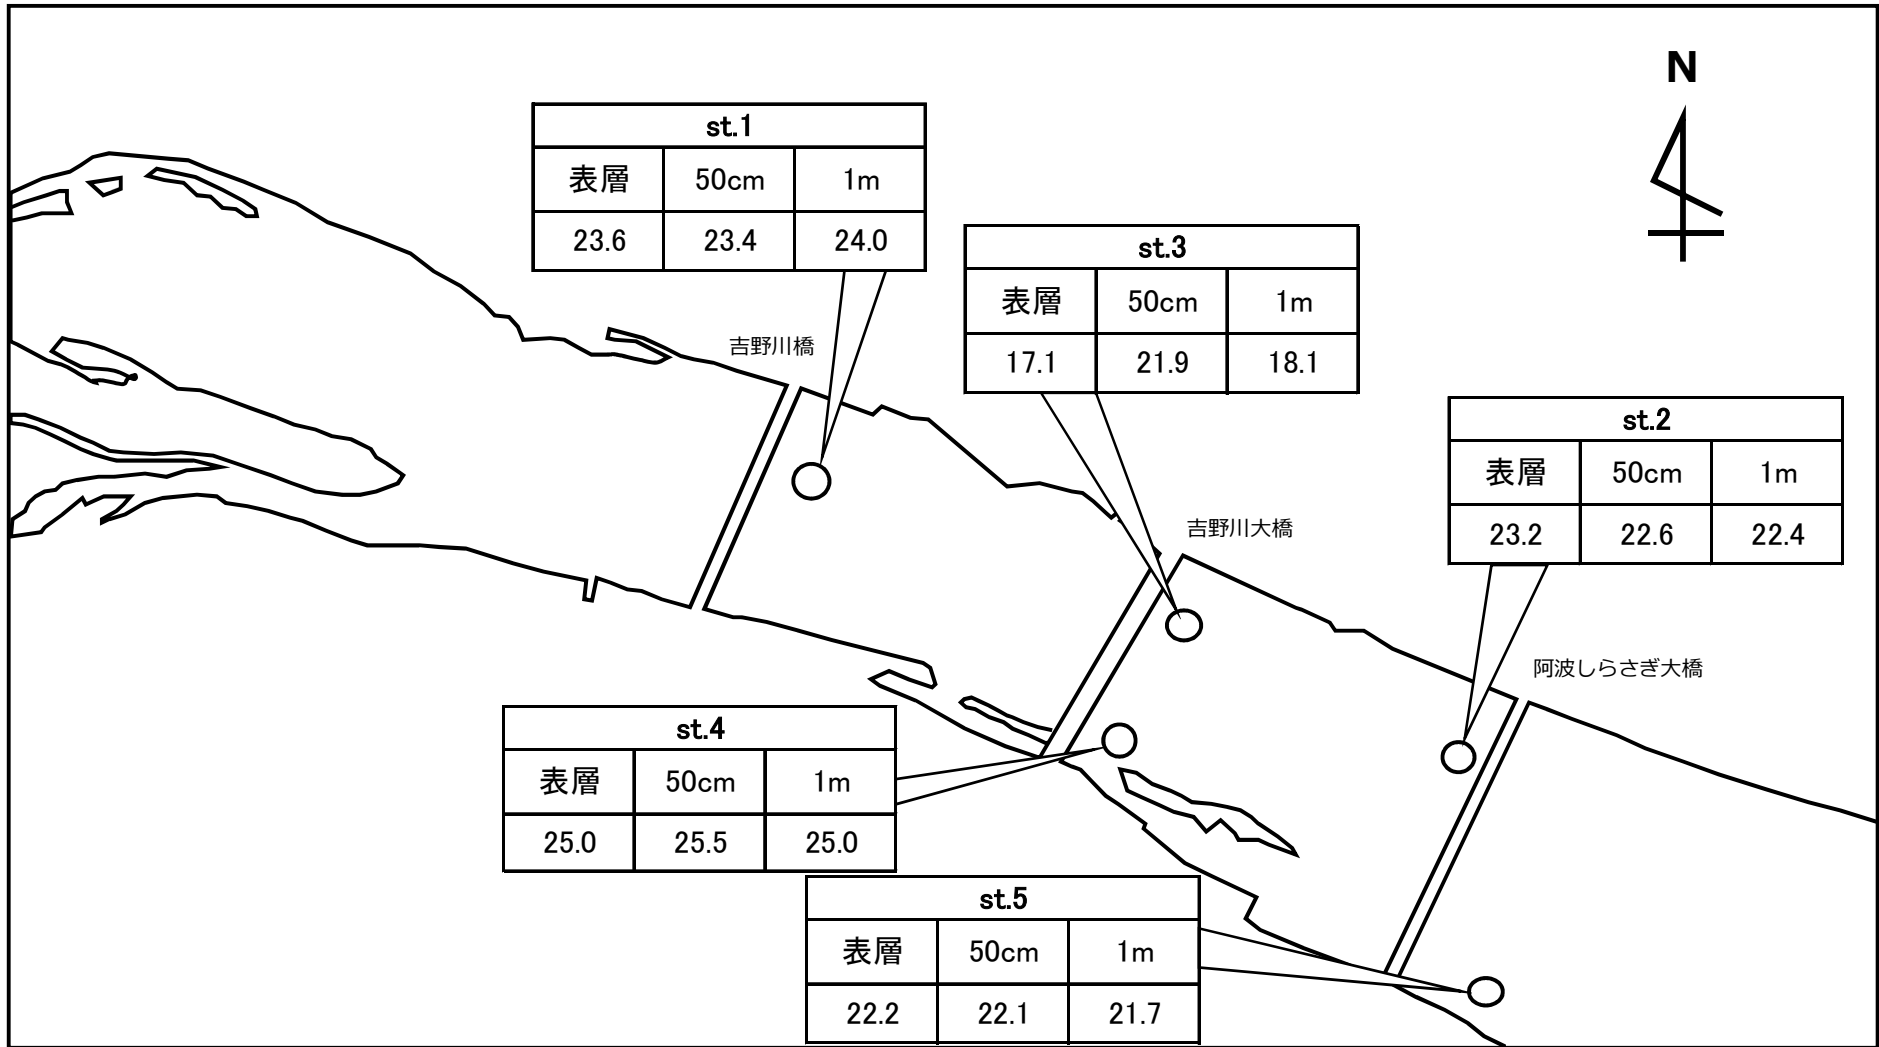 N
st.1
表層 50cm 1m
23.6 23.4 24.0
st.3
表層 50cm 1m
17.1 21.9 18.1
吉野川橋
st.2
表層 50cm 1m
23.2 22.6 22.4
吉野川大橋
阿波しらさぎ大橋
st.4
表層 50cm 1m
25.0 25.5 25.0
st.5
表層 50cm 1m
22.2 22.1 21.7